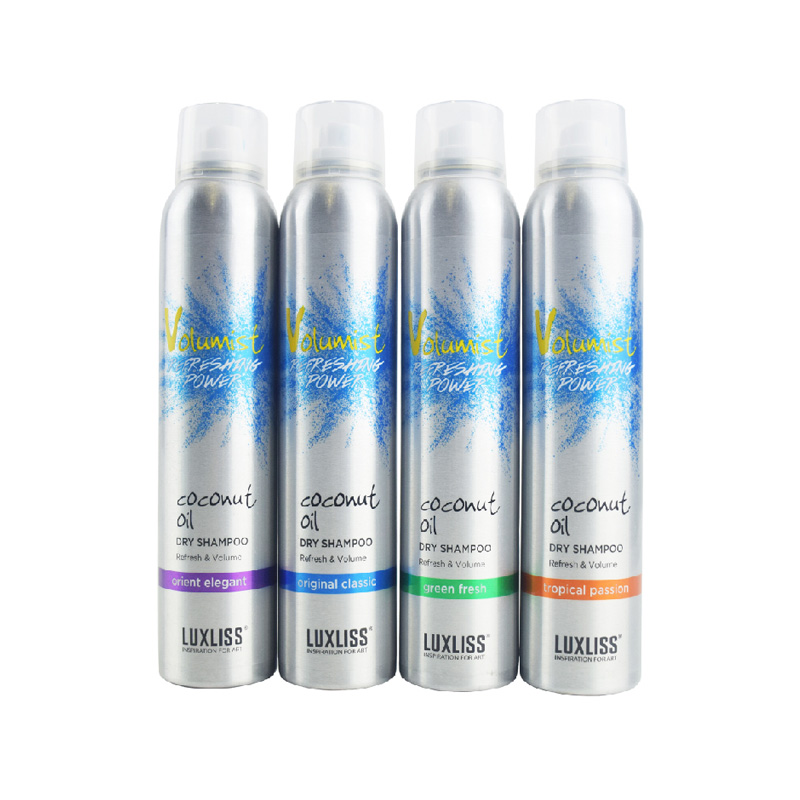 Volumist
REFRESHING
POWER
coconut
oil
DRY SHAMPOO
Refresh & Volume
orient elegant
LUXLISS®
INSPIRATION FOR ART
Volumist
REFRESHING
POWER
coconut
oil
DRY SHAMPOO
Refresh & Volume
original classic
LUXLISS®
INSPIRATION FOR ART
Volumist
REFRESHING
POWER
coconut
oil
DRY SHAMPOO
Refresh & Volume
green fresh
LUXLISS®
INSPIRATION FOR ART
Volumist
REFRESHING
POWER
coconut
oil
DRY SHAMPOO
Refresh & Volume
tropical passion
LUXLISS®
INSPIRATION FOR ART